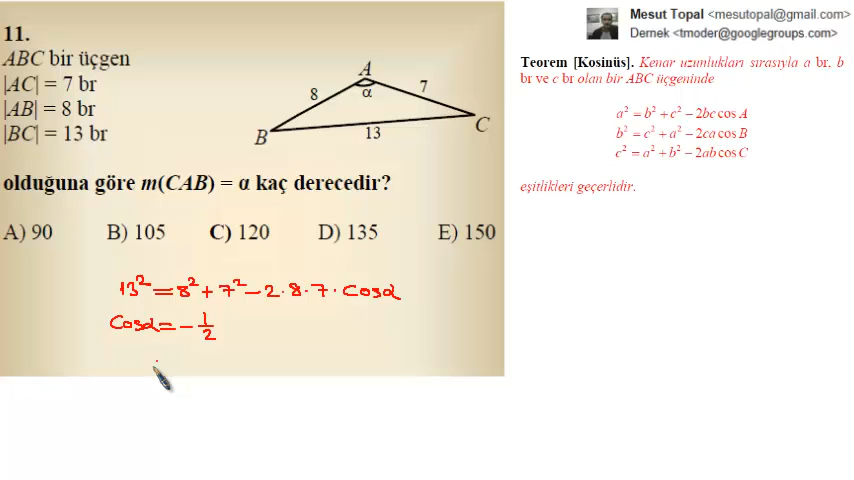 11.
ABC bir üçgen
|AC| = 7 br
|AB| = 8 br
|BC| = 13 br
A
8
α
7
B
13
C
olduğuna göre m(CAB) = α kaç derecedir?
A) 90 B) 105 C) 120 D) 135 E) 150
13² = 8² + 7² - 2 · 8 · 7 · Cosα
Cosα = - 1/2
Mesut Topal <mesutopal@gmail.com>
Dernek <tmoder@googlegroups.com>
Teorem [Kosinüs]. Kenar uzunlukları sırasıyla a br, b
br ve c br olan bir ABC üçgeninde
a² = b² + c² − 2bc cos A
b² = c² + a² − 2ca cos B
c² = a² + b² − 2ab cos C
eşitlikleri geçerlidir.